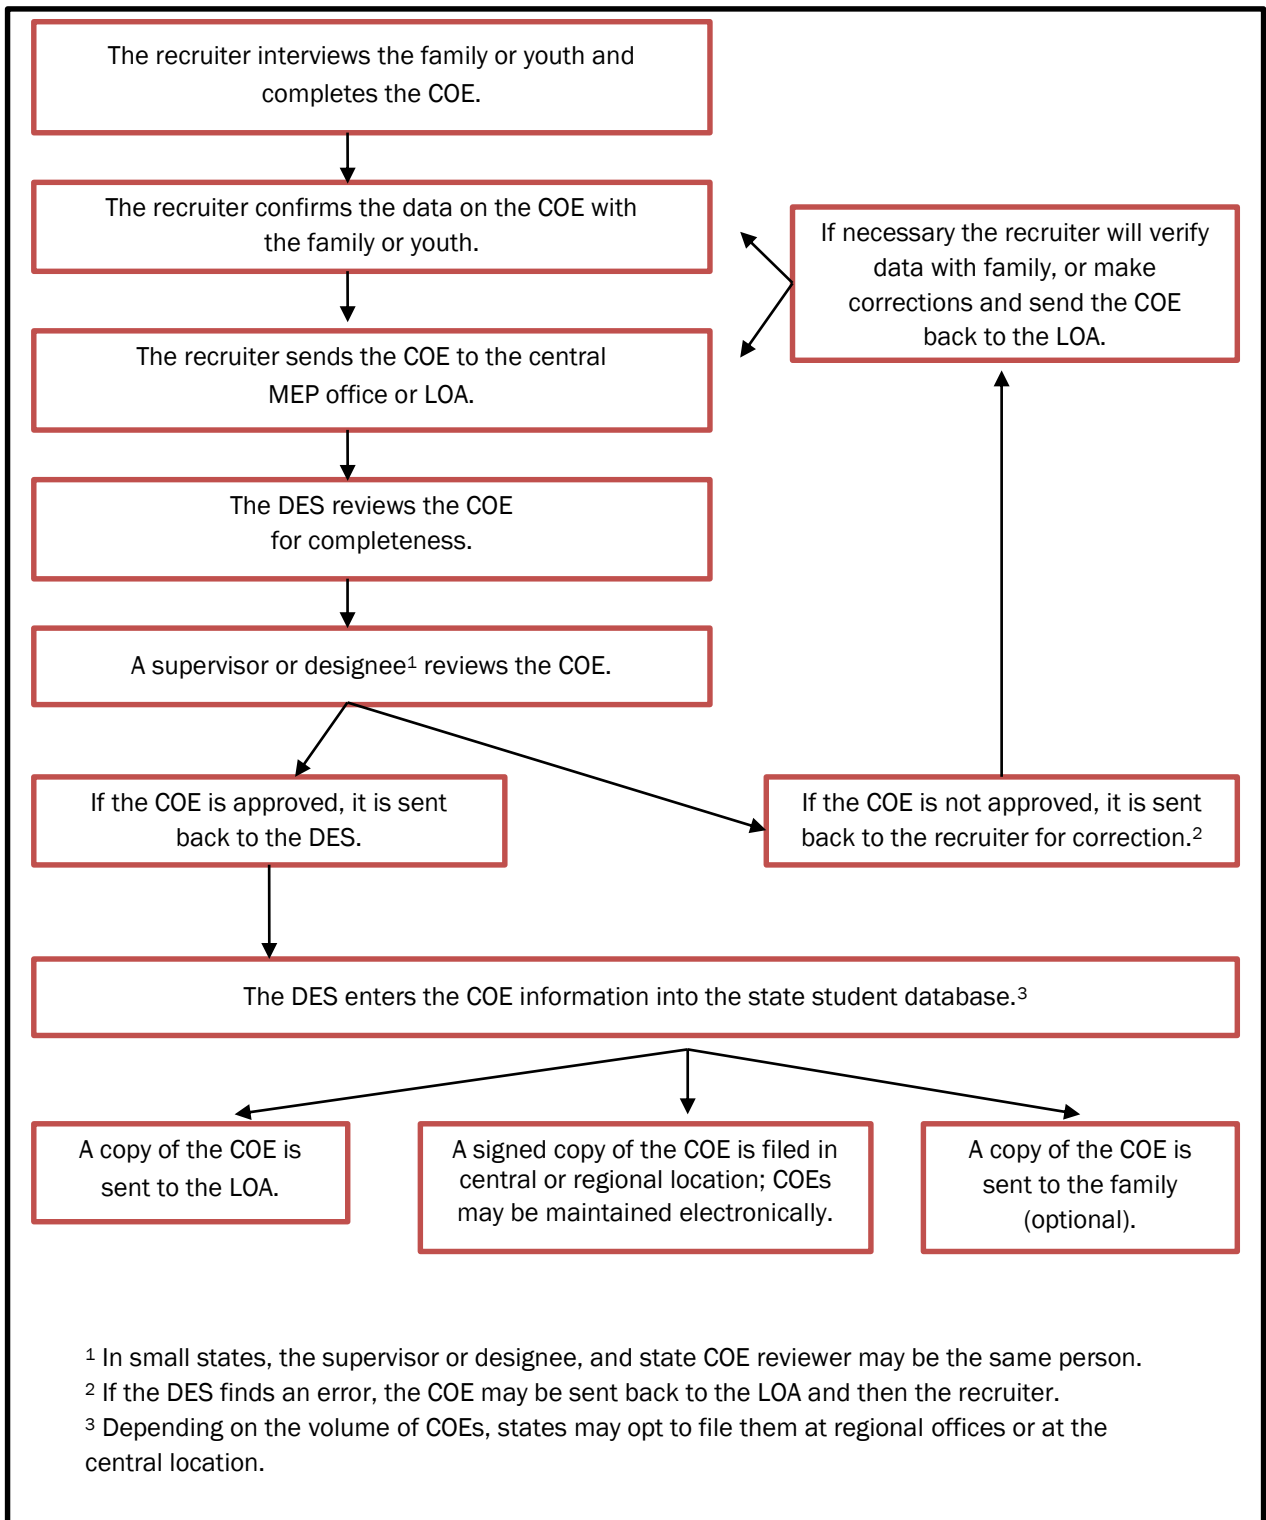 The recruiter interviews the family or youth and
completes the COE.
The recruiter confirms the data on the COE with
the family or youth.
If necessary the recruiter will verify
data with family, or make
corrections and send the COE
back to the LOA.
The recruiter sends the COE to the central
MEP office or LOA.
The DES reviews the COE
for completeness.
A supervisor or designee¹ reviews the COE.
If the COE is approved, it is sent
back to the DES.
If the COE is not approved, it is sent
back to the recruiter for correction.²
The DES enters the COE information into the state student database.³
A copy of the COE is
sent to the LOA.
A signed copy of the COE is filed in
central or regional location; COEs
may be maintained electronically.
A copy of the COE is
sent to the family
(optional).
¹ In small states, the supervisor or designee, and state COE reviewer may be the same person.
² If the DES finds an error, the COE may be sent back to the LOA and then the recruiter.
³ Depending on the volume of COEs, states may opt to file them at regional offices or at the
central location.